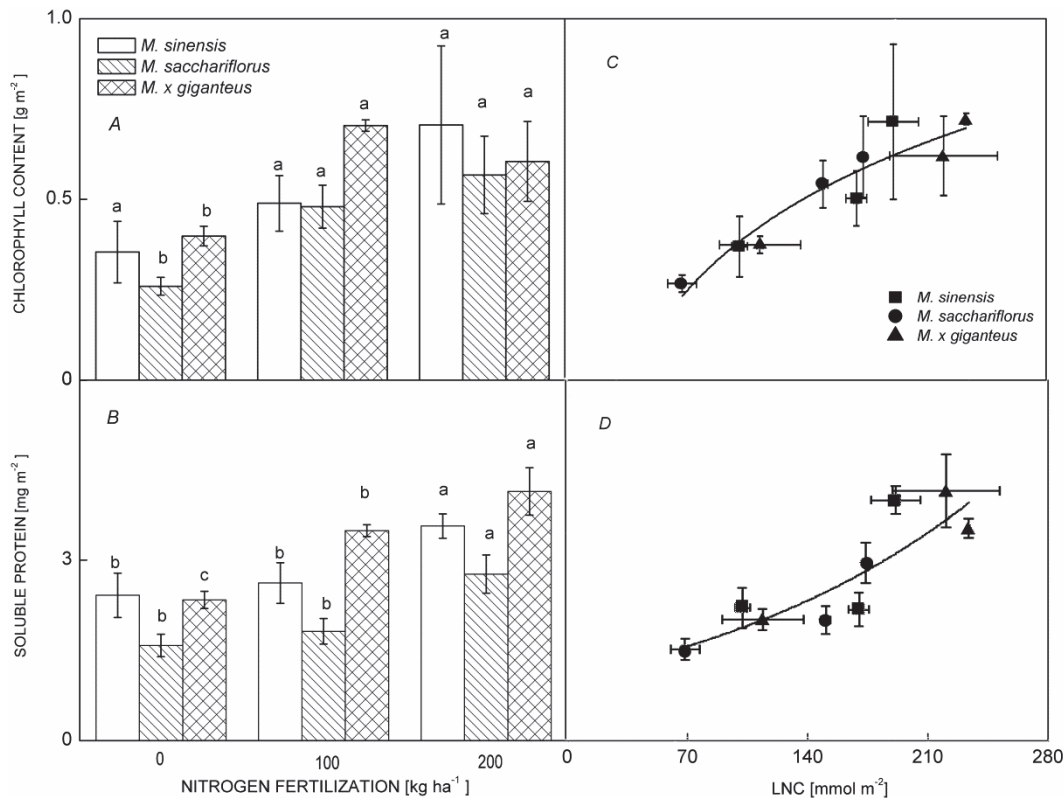 1.0
M. sinensis
M. sacchariflorus
M. x giganteus
A
a
b
b
a
a
a
a
a
a
0.5
0
CHLOROPHYLL CONTENT [g m-2]
C
M. sinensis
M. sacchariflorus
M. x giganteus
B
b
b
c
b
b
b
a
a
a
3
0
SOLUBLE PROTEIN [mg m-2]
0
100
200
NITROGEN FERTILIZATION [kg ha-1]
D
0
70
140
210
280
LNC [mmol m-2]